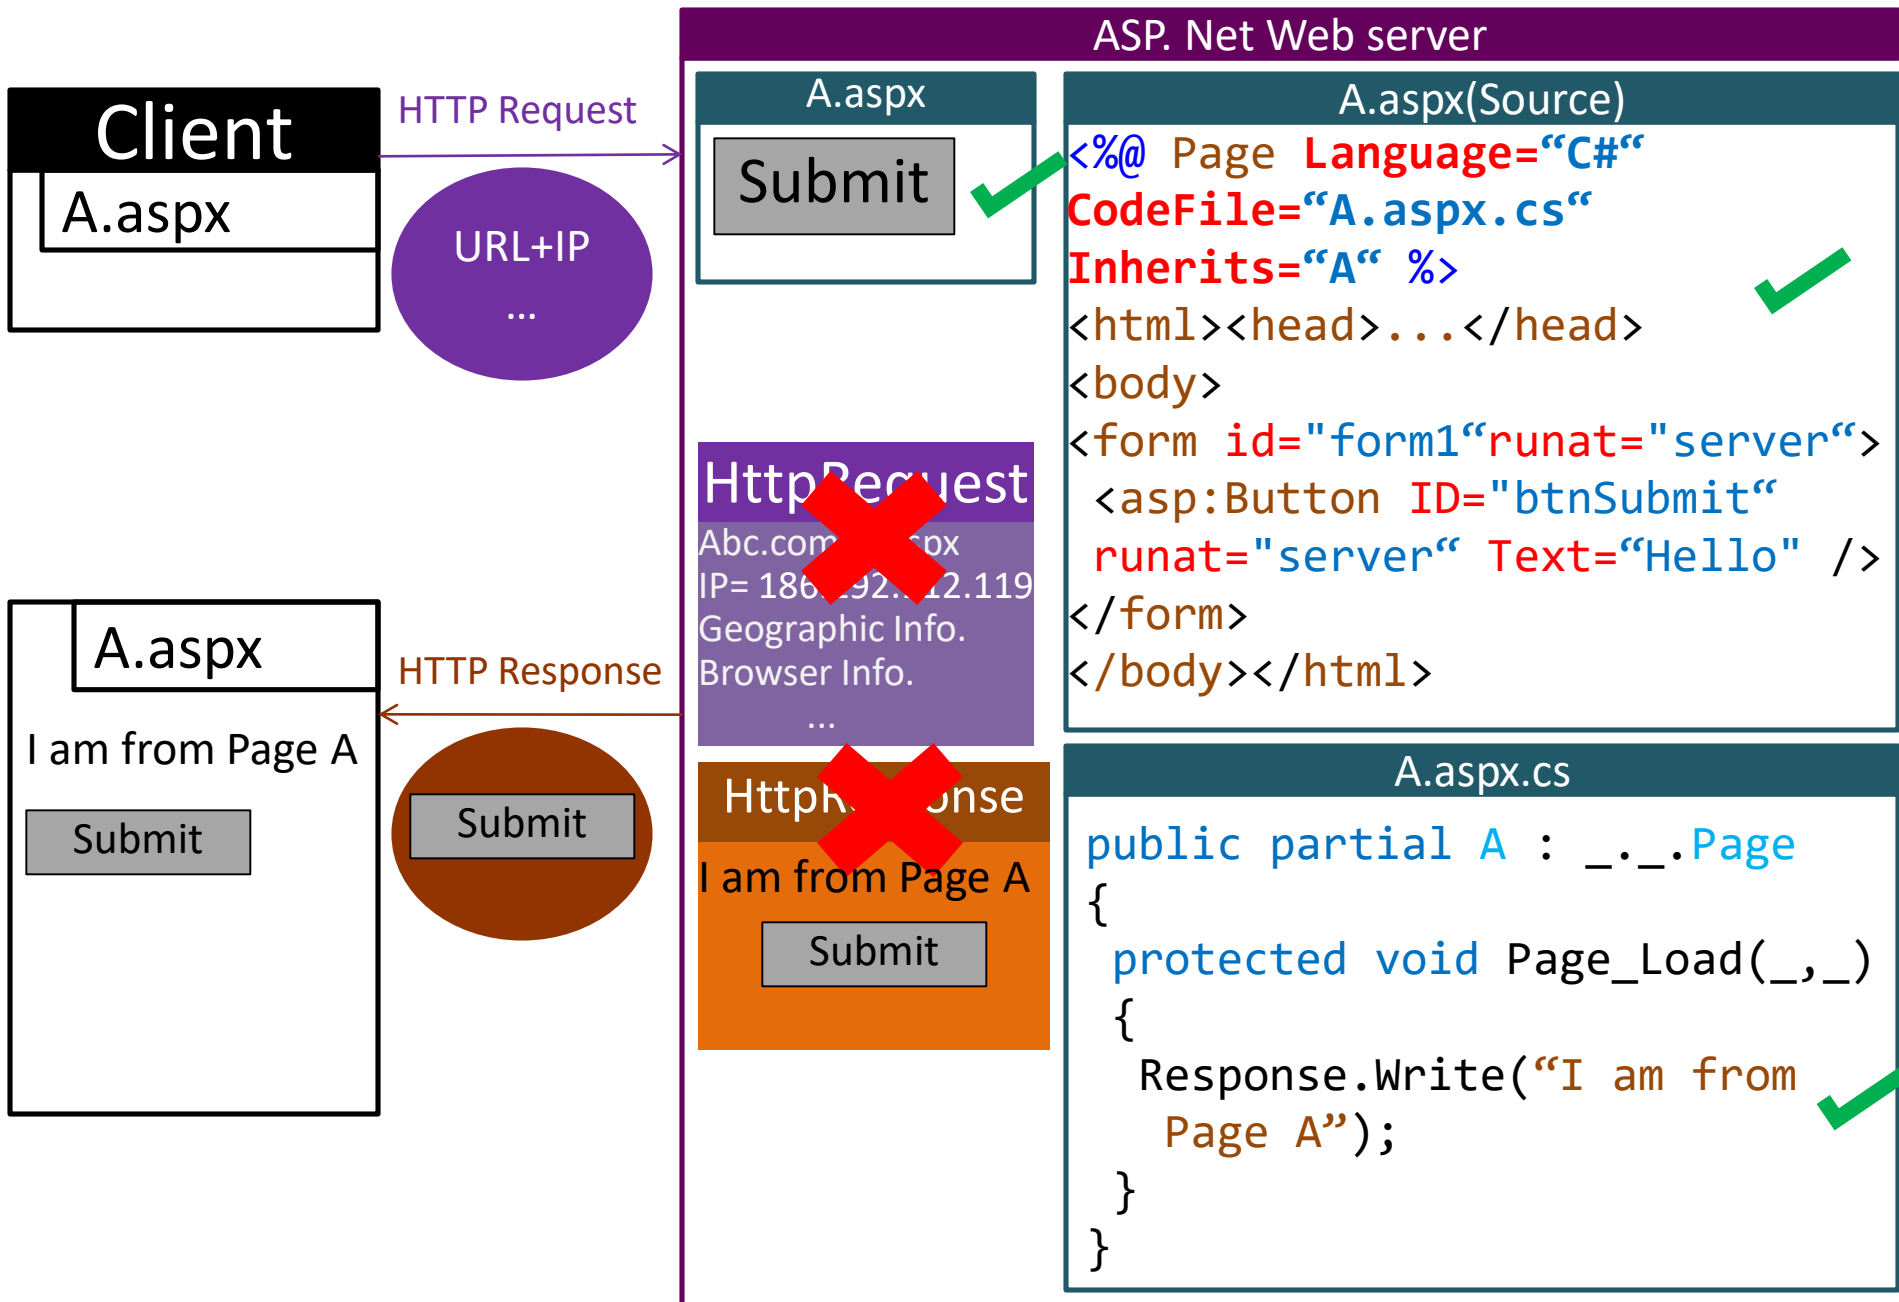 ASP. Net Web server
Client
A.aspx
HTTP Request
URL+IP
...
A.aspx
Submit
A.aspx(Source)
<%@ Page Language=“C#“
CodeFile=“A.aspx.cs“
Inherits=“A“ %>
<html><head>...</head>
<body>
<form id="form1“runat="server“>
<asp:Button ID="btnSubmit“
runat="server“ Text=“Hello" />
</form>
</body></html>
HttpRequest
Abc.com
IP=
Geographic Info.
Browser Info.
...
A.aspx
I am from Page A
Submit
HTTP Response
Submit
HttpResponse
I am from Page A
Submit
A.aspx.cs
public partial A : _._.Page
{
protected void Page_Load(_,_)
{
Response.Write(“I am from
Page A”);
}
}